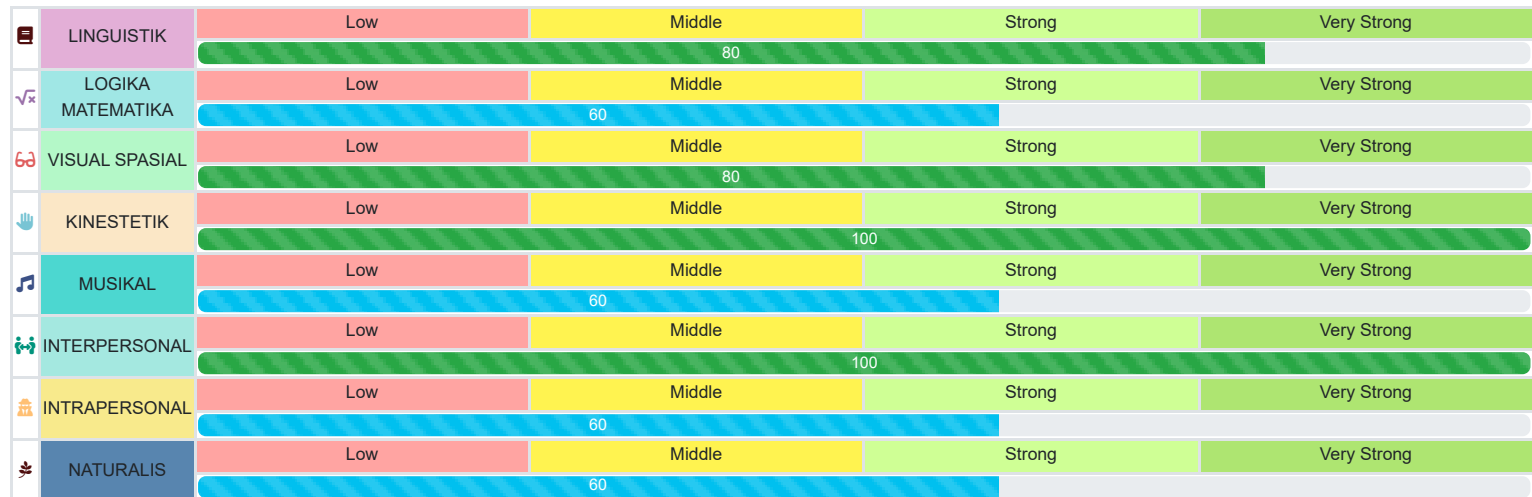 Low Middle Strong Very Strong
LINGUISTIK
80
Low Middle Strong Very Strong
LOGIKA
MATEMATIKA
60
Low Middle Strong Very Strong
VISUAL SPASIAL
80
Low Middle Strong Very Strong
KINESTETIK
100
Low Middle Strong Very Strong
MUSIKAL
60
Low Middle Strong Very Strong
INTERPERSONAL
100
Low Middle Strong Very Strong
INTRAPERSONAL
60
Low Middle Strong Very Strong
NATURALIS
60